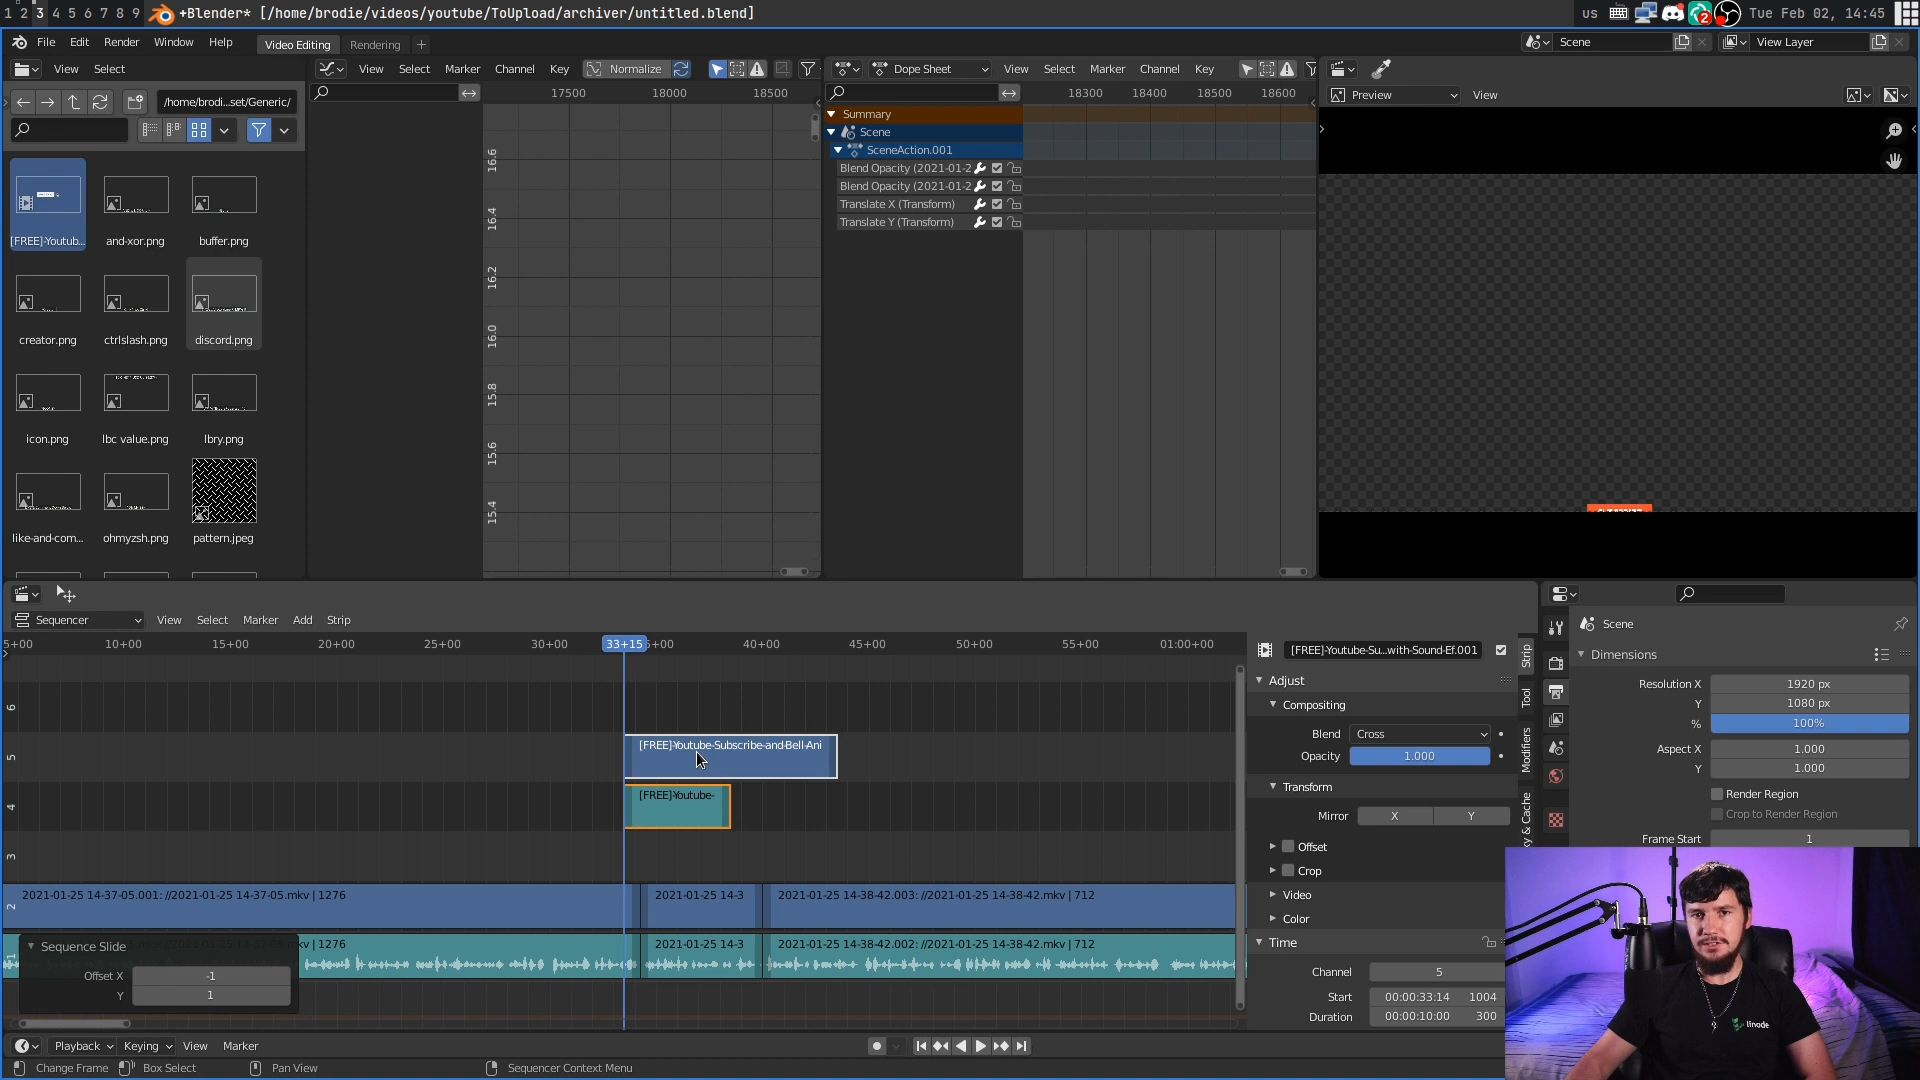 1 2 3 4 5 6 7 8 9 +Blender* [/home/brodie/videos/youtube/ToUpload/archiver/untitled.blend] us 2 Tue Feb 02, 14:45
File Edit Render Window Help Video Editing Rendering + Scene View Layer
View Select View Select Marker Channel Key Normalize Dope Sheet View Select Marker Channel Key
/home/brodi...set/Generic/ 17500 18000 18500 18300 18400 18500 18600 Preview View
Summary
Scene
SceneAction.001
Blend Opacity (2021-01-2
Blend Opacity (2021-01-2
Translate X (Transform)
Translate Y (Transform)
16.6
16.4
16.2
16.0
15.8
15.6
15.4
[FREE]-Youtub... and-xor.png buffer.png
creator.png ctrlslash.png discord.png
icon.png lbc value.png lbry.png
like-and-com... ohmyzsh.png pattern.jpeg
Sequencer View Select Marker Add Strip
5+00 10+00 15+00 20+00 25+00 30+00 33+15 5+00 40+00 45+00 50+00 55+00 01:00+00
6
5
[FREE]-Youtube-Subscribe-and-Bell-Ani
4
[FREE]-Youtube-
3
2
2021-01-25 14-37-05.001: //2021-01-25 14-37-05.mkv | 1276 2021-01-25 14-3 2021-01-25 14-38-42.003: //2021-01-25 14-38-42.mkv | 712
1
kv | 1276 2021-01-25 14-3 2021-01-25 14-38-42.002: //2021-01-25 14-38-42.mkv | 712
Sequence Slide
Offset X -1
Y 1
[FREE]-Youtube-Su...with-Sound-Ef.001
Adjust
Compositing
Blend Cross
Opacity 1.000
Transform
Mirror X Y
Offset
Crop
Video
Color
Time
Channel 5
Start 00:00:33:14 1004
Duration 00:00:10:00 300
Strip
Tool
Modifiers
y & Cache
Scene
Dimensions
Resolution X 1920 px
Y 1080 px
% 100%
Aspect X 1.000
Y 1.000
Render Region
Crop to Render Region
Frame Start 1
linode
Playback Keying View Marker
Change Frame Box Select Pan View Sequencer Context Menu